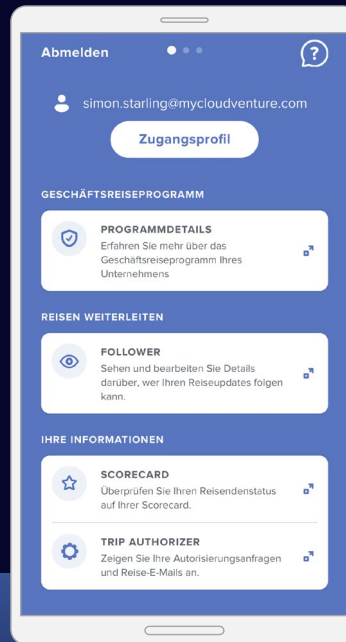 Abmelden
simon.starling@mycloudventure.com
Zugangsprofil
GESCHÄFTSREISEPROGRAMM
PROGRAMMDETAILS
Erfahren Sie mehr über das
Geschäftsreiseprogramm Ihres
Unternehmens
REISEN WEITERLEITEN
FOLLOWER
Sehen und bearbeiten Sie Details
darüber, wer Ihren Reiseupdates folgen
kann.
IHRE INFORMATIONEN
SCORECARD
Überprüfen Sie Ihren Reisendenstatus
auf Ihrer Scorecard.
TRIP AUTHORIZER
Zeigen Sie Ihre Autorisierungsanfragen
und Reise-E-Mails an.